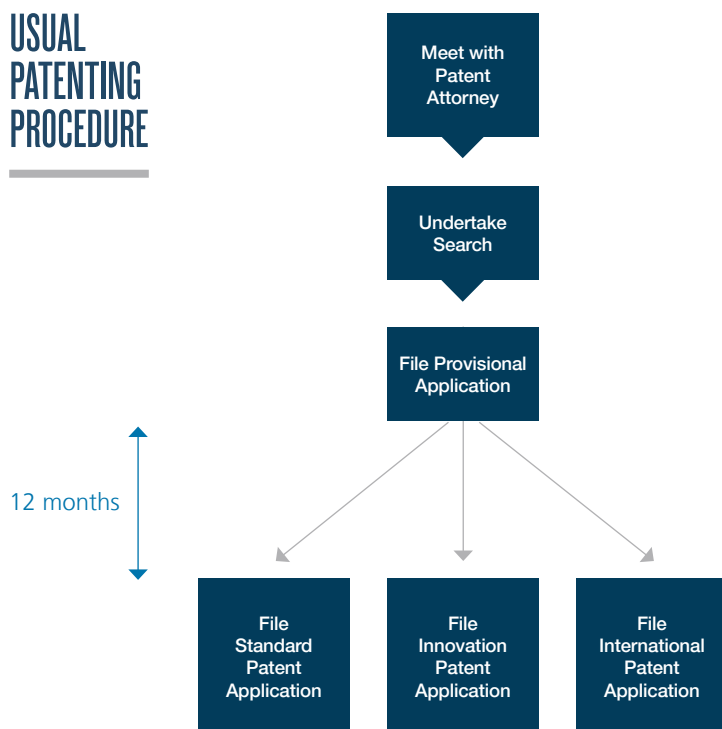 USUAL
PATENTING
PROCEDURE
Meet with
Patent
Attorney
Undertake
Search
File Provisional
Application
12 months
File
Standard
Patent
Application
File
Innovation
Patent
Application
File
International
Patent
Application